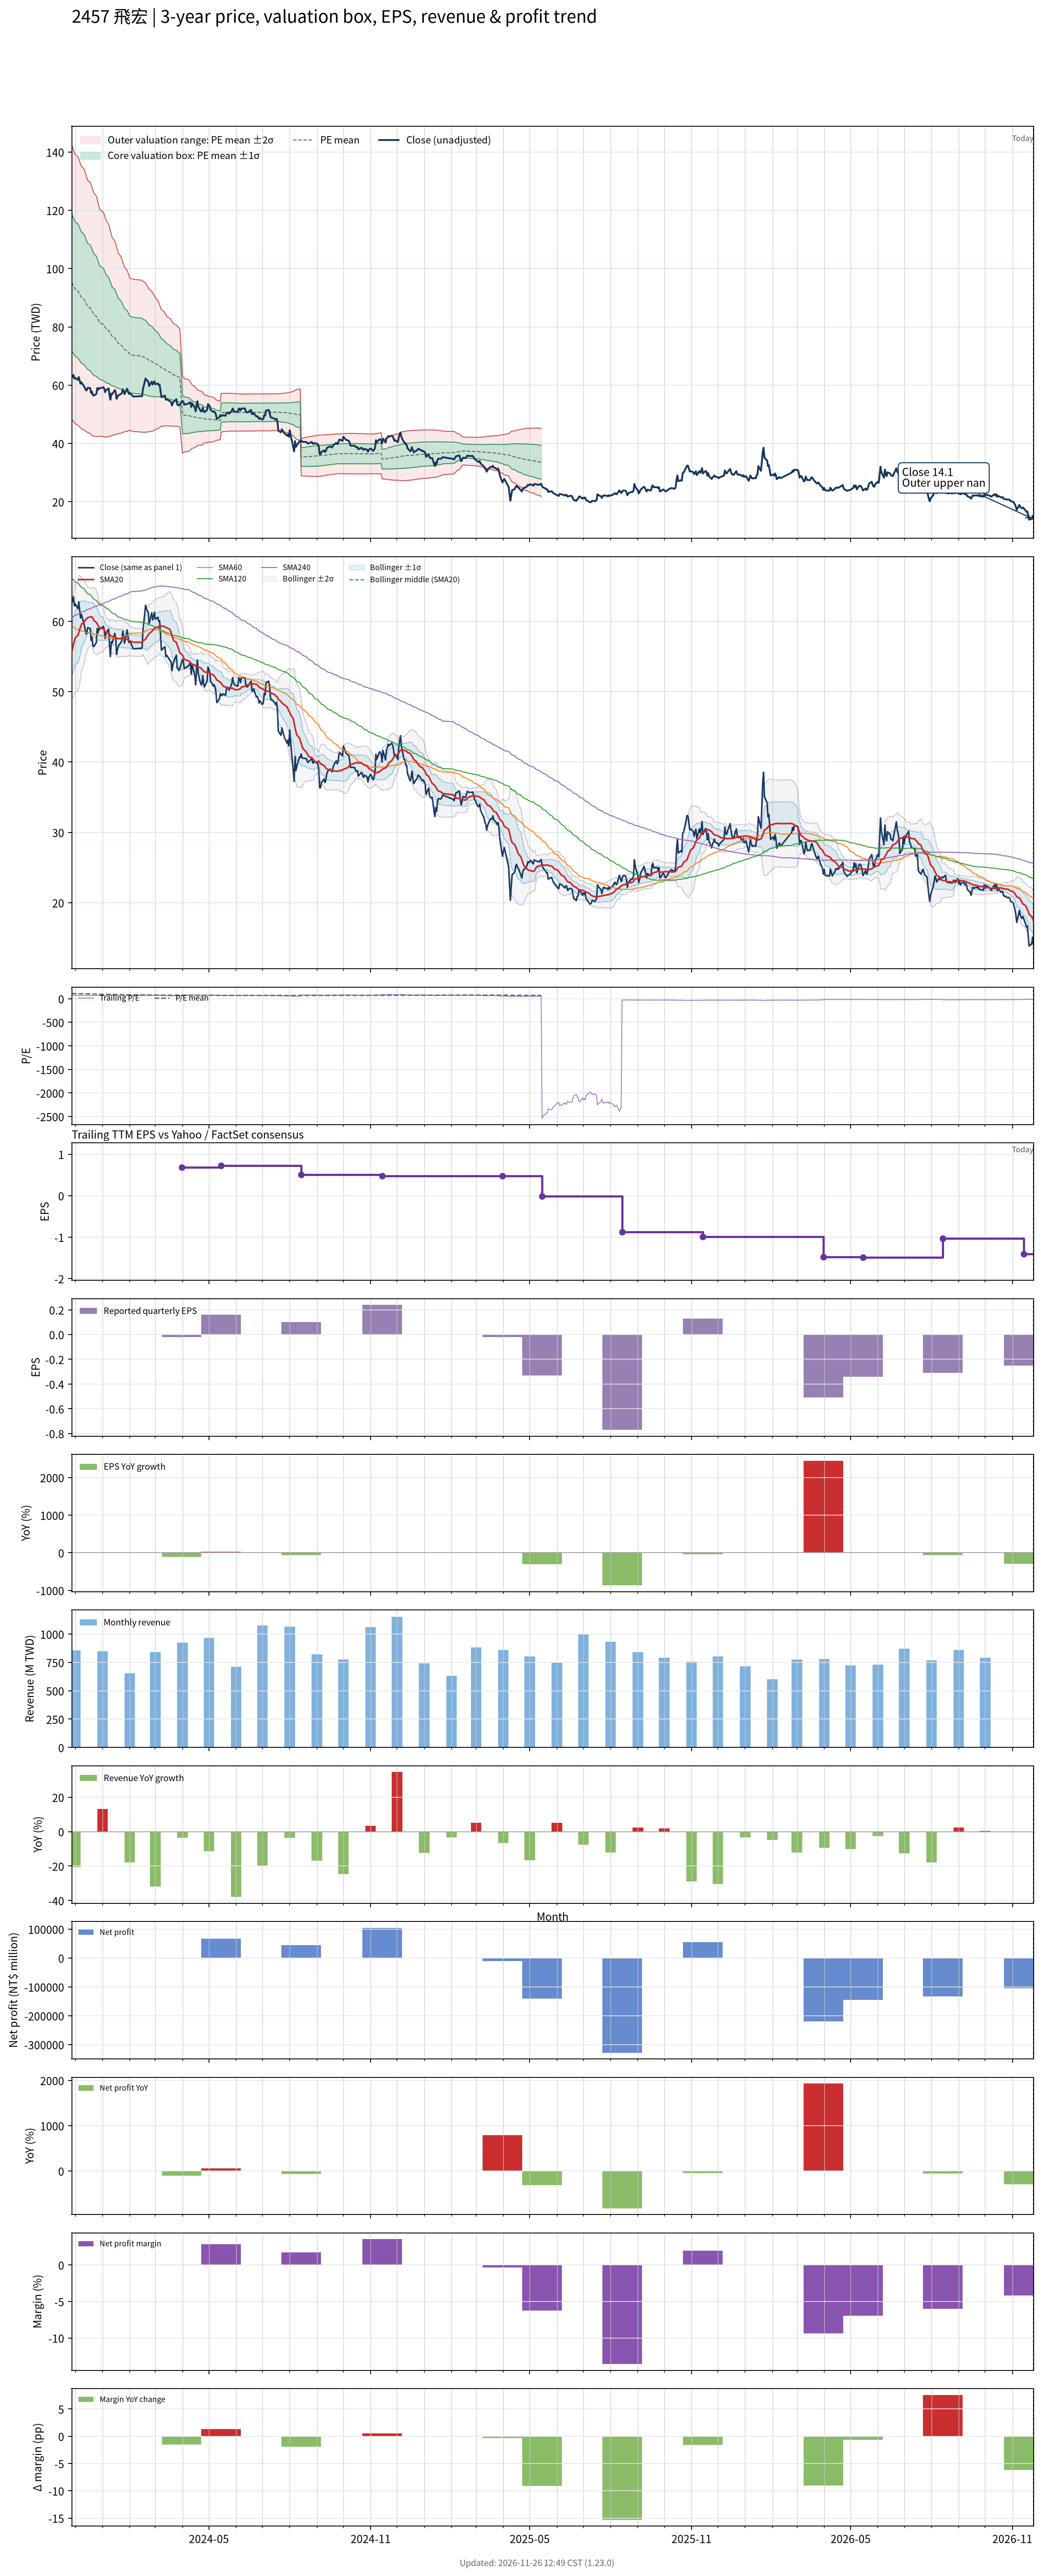 2457 飛宏 | 3-year price, valuation box, EPS, revenue & profit trend
Outer valuation range: PE mean ±2σ
Core valuation box: PE mean ±1σ
PE mean
Close (unadjusted)
Today
Price (TWD)
140
120
100
80
60
40
20
Close 14.1
Outer upper nan
Close (same as panel 1)
SMA20
SMA60
SMA120
SMA240
Bollinger ±2σ
Bollinger ±1σ
Bollinger middle (SMA20)
Price
60
50
40
30
20
Trailing P/E
P/E mean
P/E
0
-500
-1000
-1500
-2000
-2500
Trailing TTM EPS vs Yahoo / FactSet consensus
Today
EPS
1
0
-1
-2
Reported quarterly EPS
EPS
0.2
0.0
-0.2
-0.4
-0.6
-0.8
EPS YoY growth
YoY (%)
2000
1000
0
-1000
Monthly revenue
Revenue (M TWD)
1000
750
500
250
0
Revenue YoY growth
YoY (%)
20
0
-20
-40
Month
Net profit
Net profit (NT$ million)
100000
0
-100000
-200000
-300000
Net profit YoY
YoY (%)
2000
1000
0
Net profit margin
Margin (%)
0
-5
-10
Margin YoY change
Δ margin (pp)
5
0
-5
-10
-15
2024-05
2024-11
2025-05
2025-11
2026-05
2026-11
Updated: 2026-11-26 12:49 CST (1.23.0)